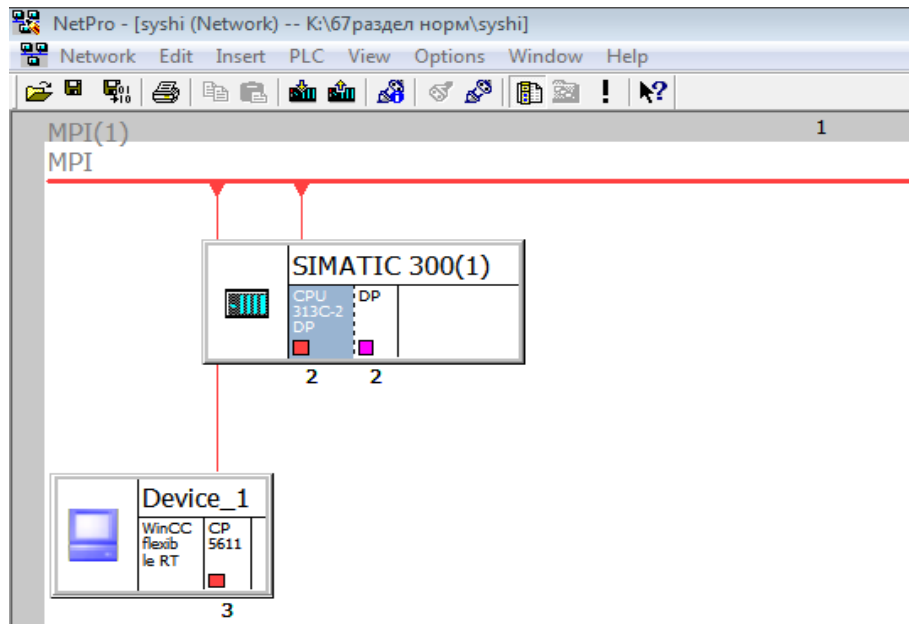 NetPro - [syshi (Network) -- K:\67раздел норм\syshi]
Network Edit Insert PLC View Options Window Help
MPI(1)
1
MPI
SIMATIC 300(1)
CPU
313C-2
DP
DP
2
2
Device_1
WinCC
flexib
le RT
CP
5611
3